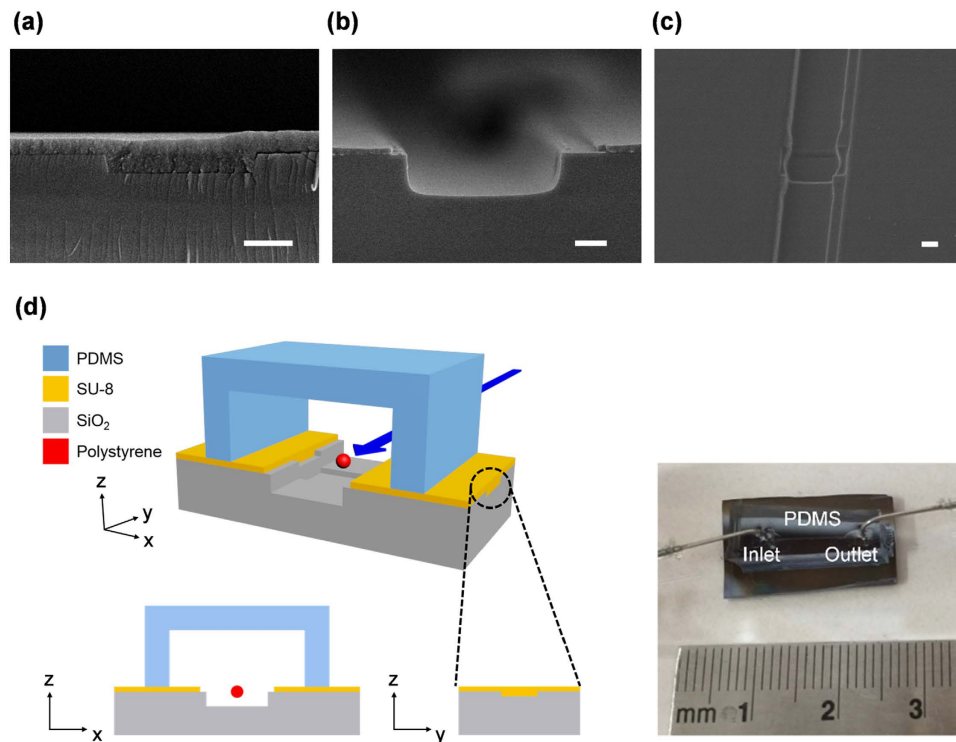 (a)
(b)
(c)
(d)
PDMS
SU-8
SiO₂
Polystyrene
z
y
x
z
x
z
y
PDMS
Inlet Outlet
mm 1 2 3